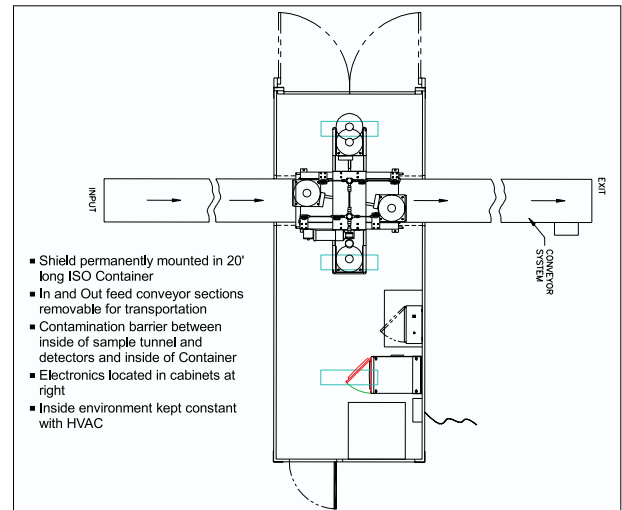 INPUT
EXIT
CONVEYOR
SYSTEM
▪ Shield permanently mounted in 20'
long ISO Container
▪ In and Out feed conveyor sections
removable for transportation
▪ Contamination barrier between
inside of sample tunnel and
detectors and inside of Container
▪ Electronics located in cabinets at
right
▪ Inside environment kept constant
with HVAC